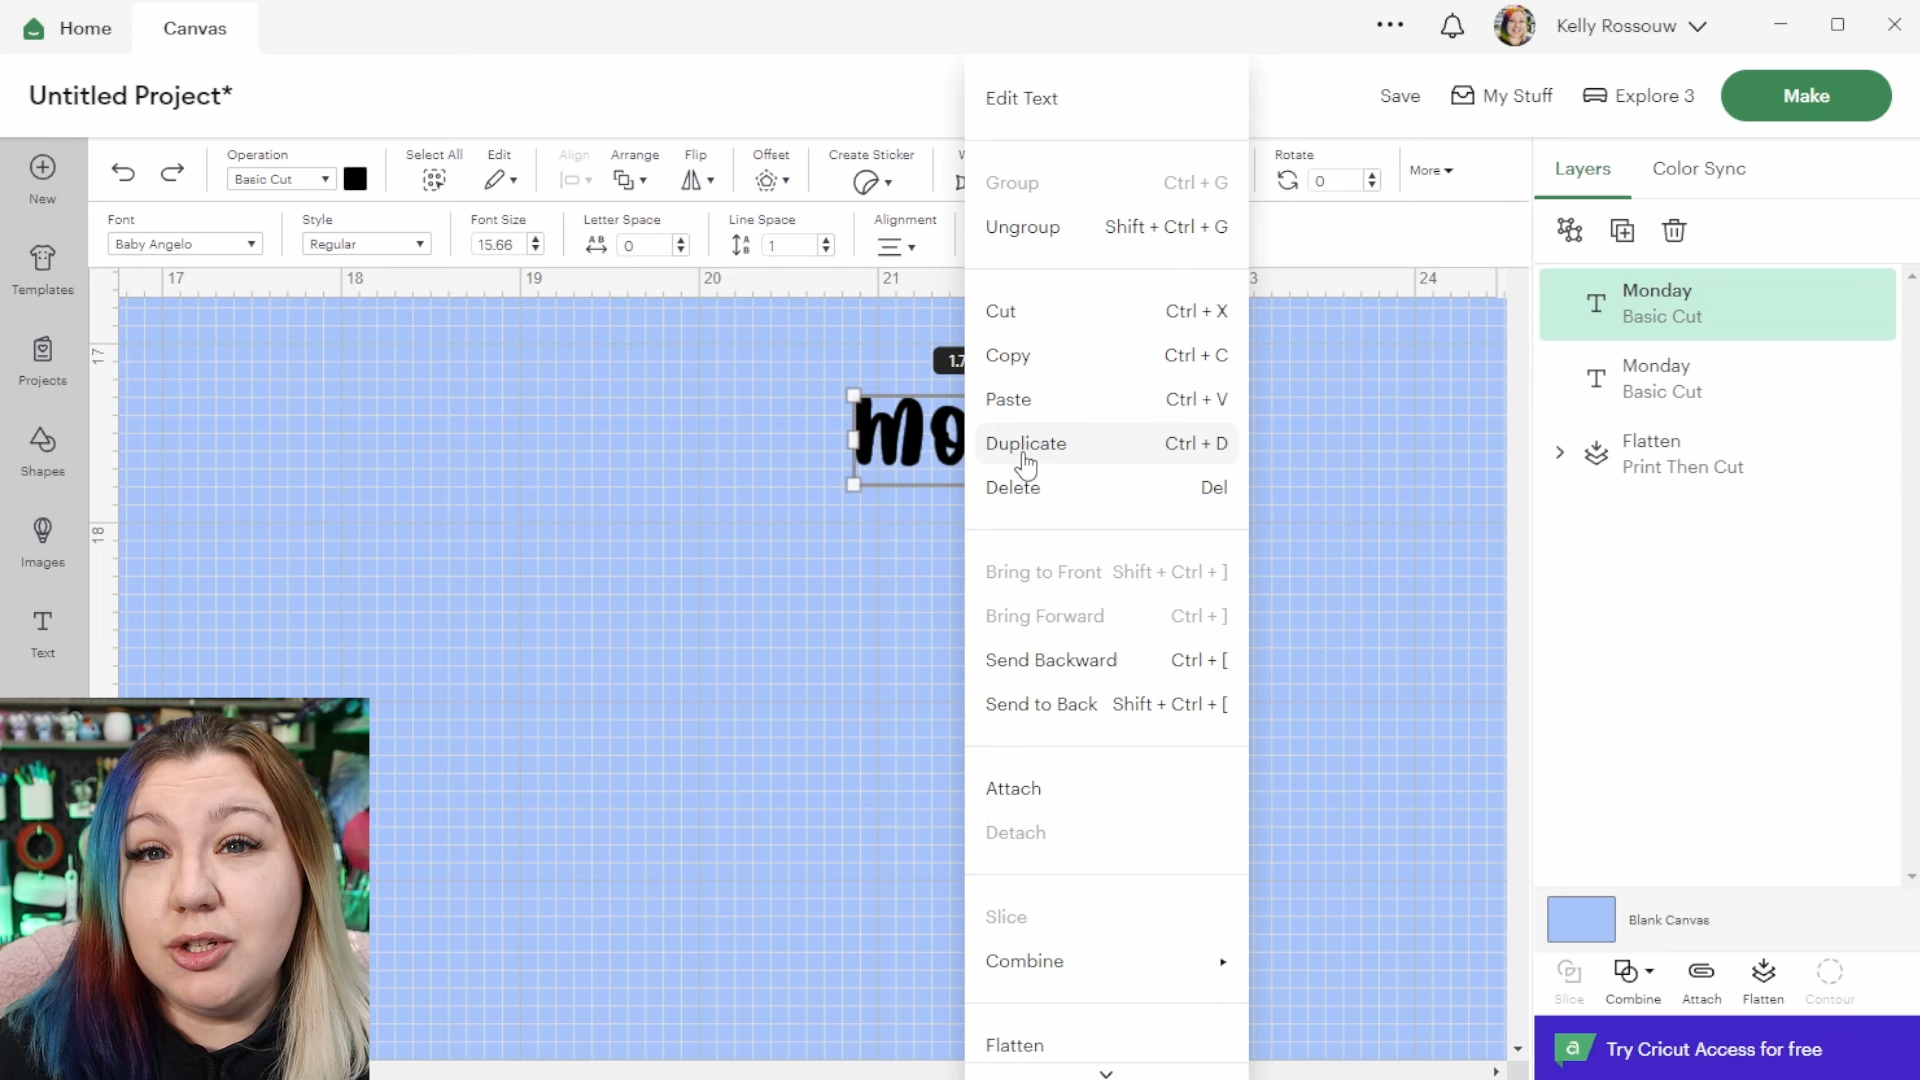 Home
Canvas
Kelly Rossouw
Untitled Project*
Save
My Stuff
Explore 3
Make
New
Templates
Projects
Shapes
Images
Text
Operation
Basic Cut
Select All
Edit
Align
Arrange
Flip
Offset
Create Sticker
Rotate
0
More
Font
Baby Angelo
Style
Regular
Font Size
15.66
Letter Space
0
Line Space
1
Alignment
17
18
19
20
21
3
24
17
18
1.7
Mo
Edit Text
Group Ctrl + G
Ungroup Shift + Ctrl + G
Cut Ctrl + X
Copy Ctrl + C
Paste Ctrl + V
Duplicate Ctrl + D
Delete Del
Bring to Front Shift + Ctrl + ]
Bring Forward Ctrl + ]
Send Backward Ctrl + [
Send to Back Shift + Ctrl + [
Attach
Detach
Slice
Combine
Flatten
Layers
Color Sync
Monday
Basic Cut
Monday
Basic Cut
Flatten
Print Then Cut
Blank Canvas
Slice
Combine
Attach
Flatten
Contour
a
Try Cricut Access for free